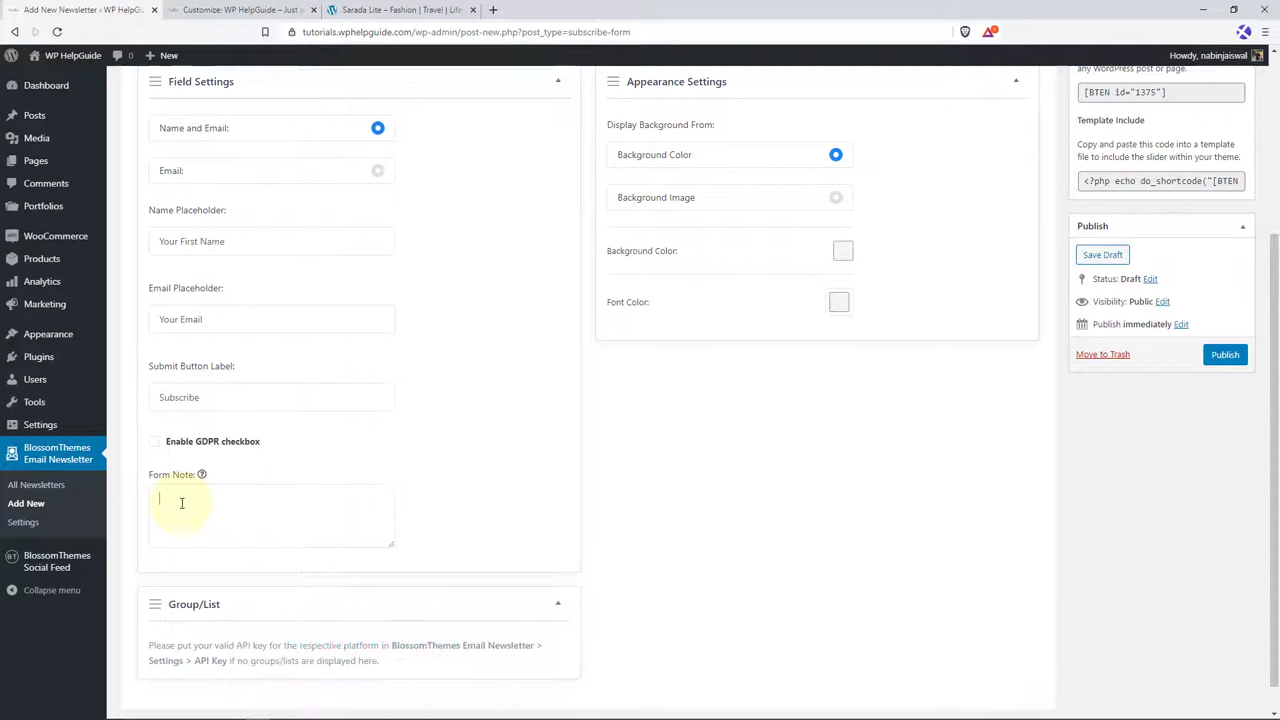 Add New Newsletter ‹ WP HelpGui
Customize: WP HelpGuide – Just a
Sarada Lite – Fashion | Travel | Life
tutorials.wphelpguide.com/wp-admin/post-new.php?post_type=subscribe-form
WP HelpGuide
0
New
Howdy, nabinjaiswal
Dashboard
Posts
Media
Pages
Comments
Portfolios
WooCommerce
Products
Analytics
Marketing
Appearance
Plugins
Users
Tools
Settings
BlossomThemes
Email Newsletter
All Newsletters
Add New
Settings
BlossomThemes
Social Feed
Collapse menu
Field Settings
Name and Email:
Email:
Name Placeholder:
Your First Name
Email Placeholder:
Your Email
Submit Button Label:
Subscribe
Enable GDPR checkbox
Form Note:
Group/List
Please put your valid API key for the respective platform in BlossomThemes Email Newsletter >
Settings > API Key if no groups/lists are displayed here.
Appearance Settings
Display Background From:
Background Color
Background Image
Background Color:
Font Color:
any WordPress post or page.
[BTEN id="1375"]
Template Include
Copy and paste this code into a template
file to include the slider within your theme.
<?php echo do_shortcode("[BTEN
Publish
Save Draft
Status: Draft Edit
Visibility: Public Edit
Publish immediately Edit
Move to Trash
Publish